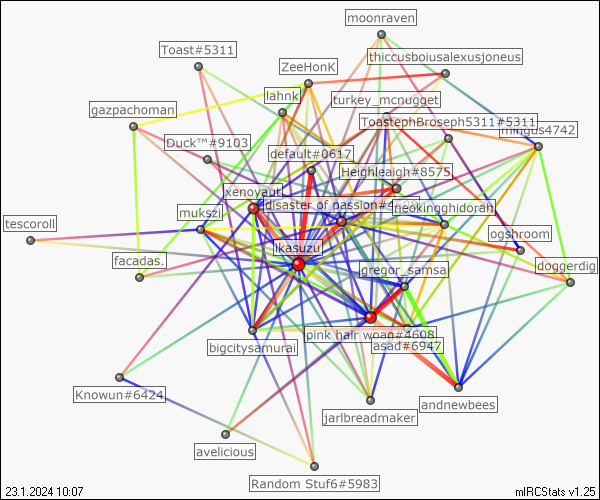 moonraven
Toast#5311
thiccusboiusalexusjoneus
ZeeHonK
lahnk
turkey_mcnugget
gazpachoman
ToastephBroseph5311#5311
mingus4742
Duck™#9103
default#0617
Heighleigh#8575
xenoyaut
disaster of passion#4
mukszi
neokingghidorah
tescoroll
ogshroom
ikasuzu
facadas.
gregor_samsa
doggerdig
pink hair woag#4608
bigcitysamurai
asad#6947
Knowun#6424
andnewbees
jarlbreadmaker
avelicious
Random Stuf6#5983
23.1.2024 10:07
mIRCStats v1.25